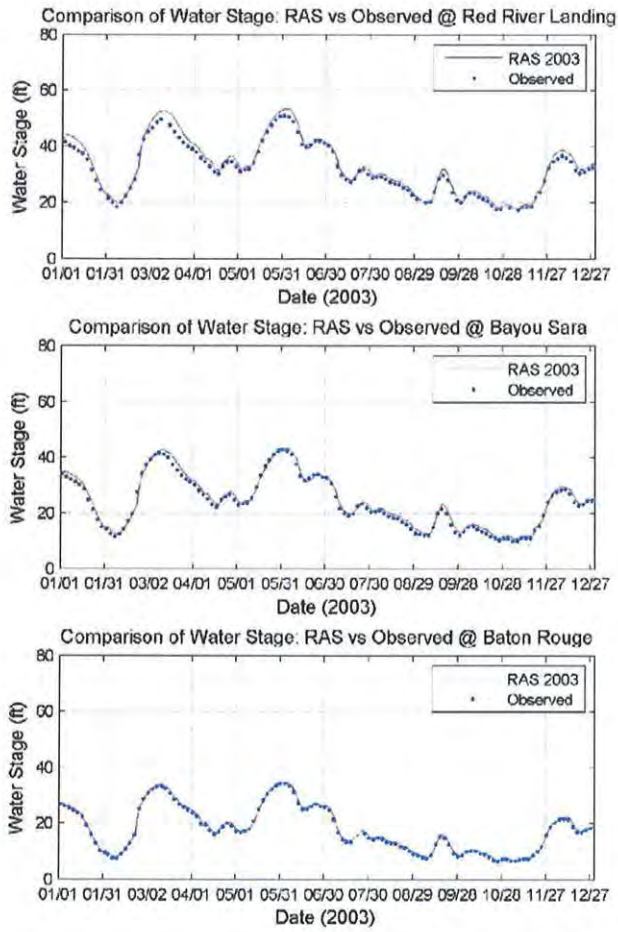 Comparison of Water Stage: RAS vs Observed @ Red River Landing
80
60
40
20
0
Water Stage (ft)
RAS 2003
Observed
01/01 01/31 03/02 04/01 05/01 05/31 06/30 07/30 08/29 09/28 10/28 11/27 12/27
Date (2003)
Comparison of Water Stage: RAS vs Observed @ Bayou Sara
80
60
40
20
0
Water Stage (ft)
RAS 2003
Observed
01/01 01/31 03/02 04/01 05/01 05/31 06/30 07/30 08/29 09/28 10/28 11/27 12/27
Date (2003)
Comparison of Water Stage: RAS vs Observed @ Baton Rouge
80
60
40
20
0
Water Stage (ft)
RAS 2003
Observed
01/01 01/31 03/02 04/01 05/01 05/31 06/30 07/30 08/29 09/28 10/28 11/27 12/27
Date (2003)